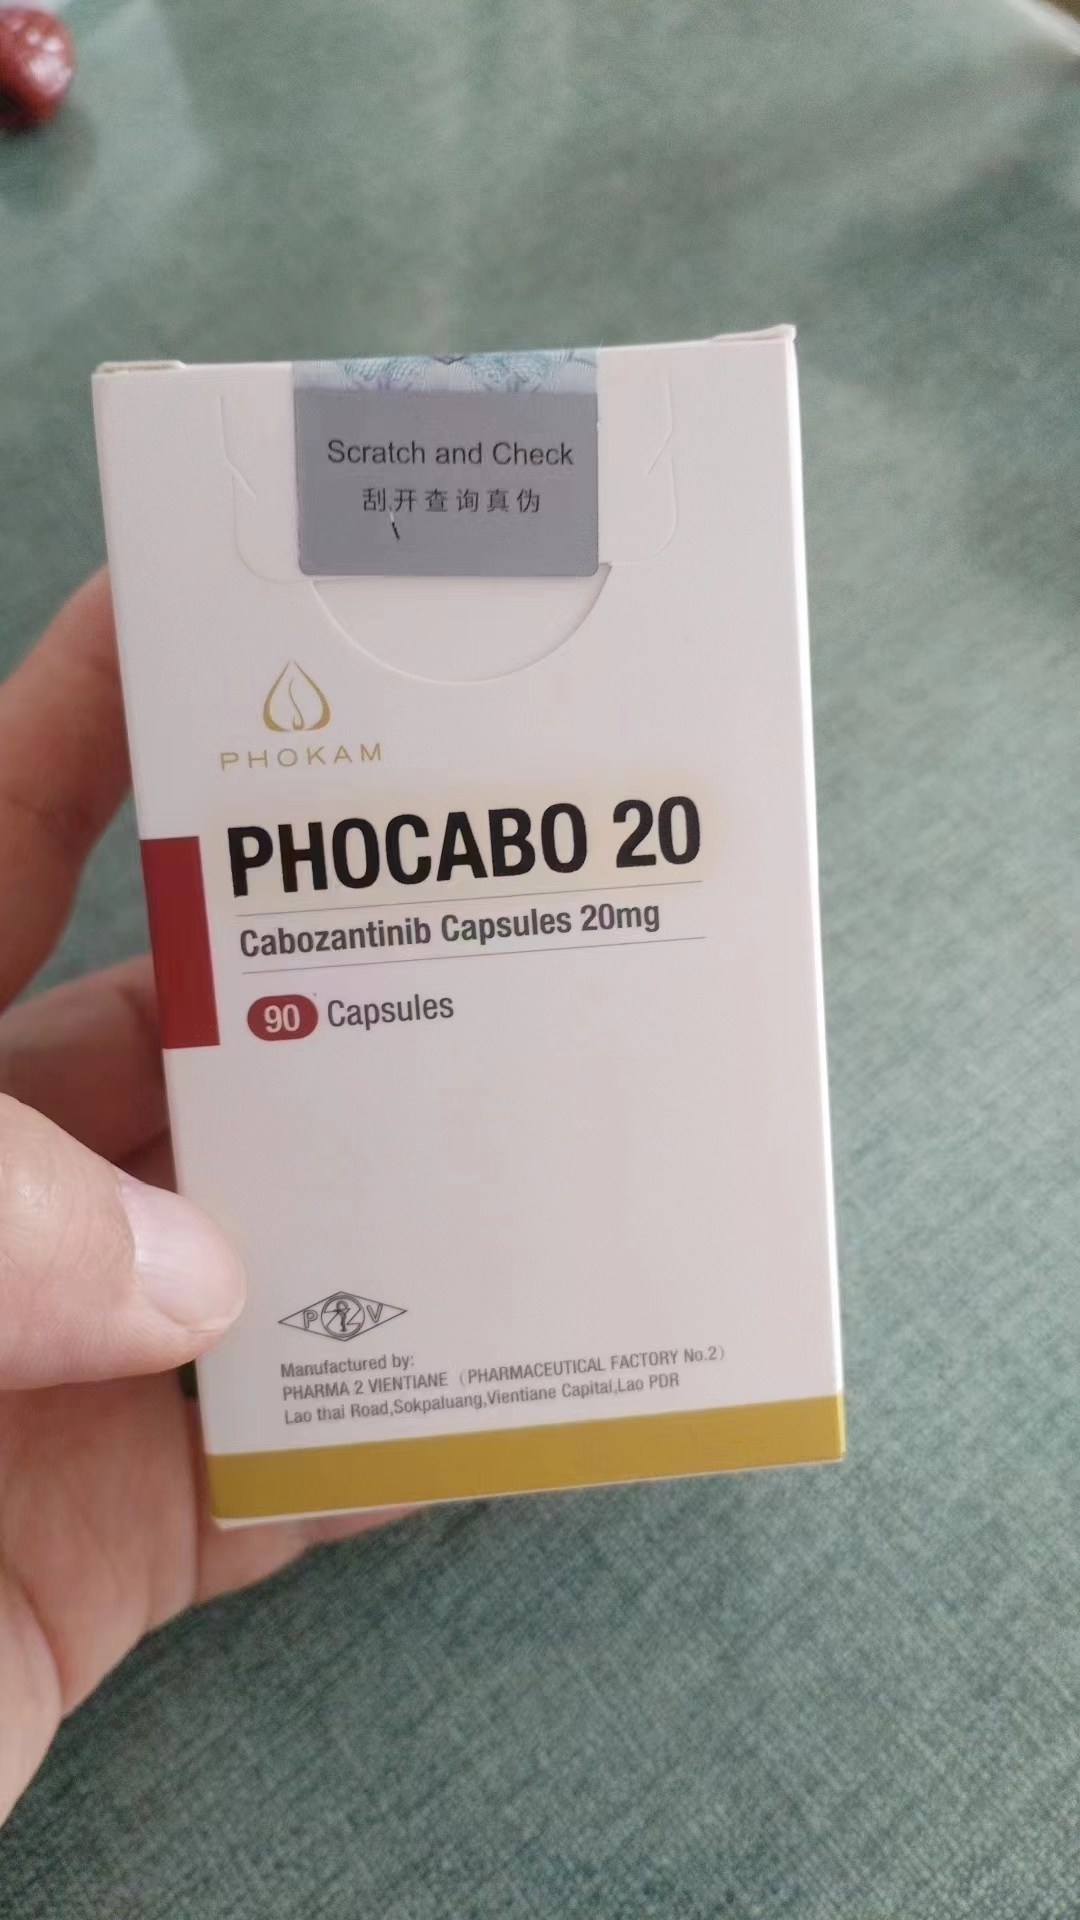 Scratch and Check
刮开查询真伪
PHOKAM
PHOCABO 20
Cabozantinib Capsules 20mg
90 Capsules
P 2 V
Manufactured by:
PHARMA 2 VIENTIANE（PHARMACEUTICAL FACTORY No.2）
Lao thai Road,Sokpaluang,Vientiane Capital,Lao PDR